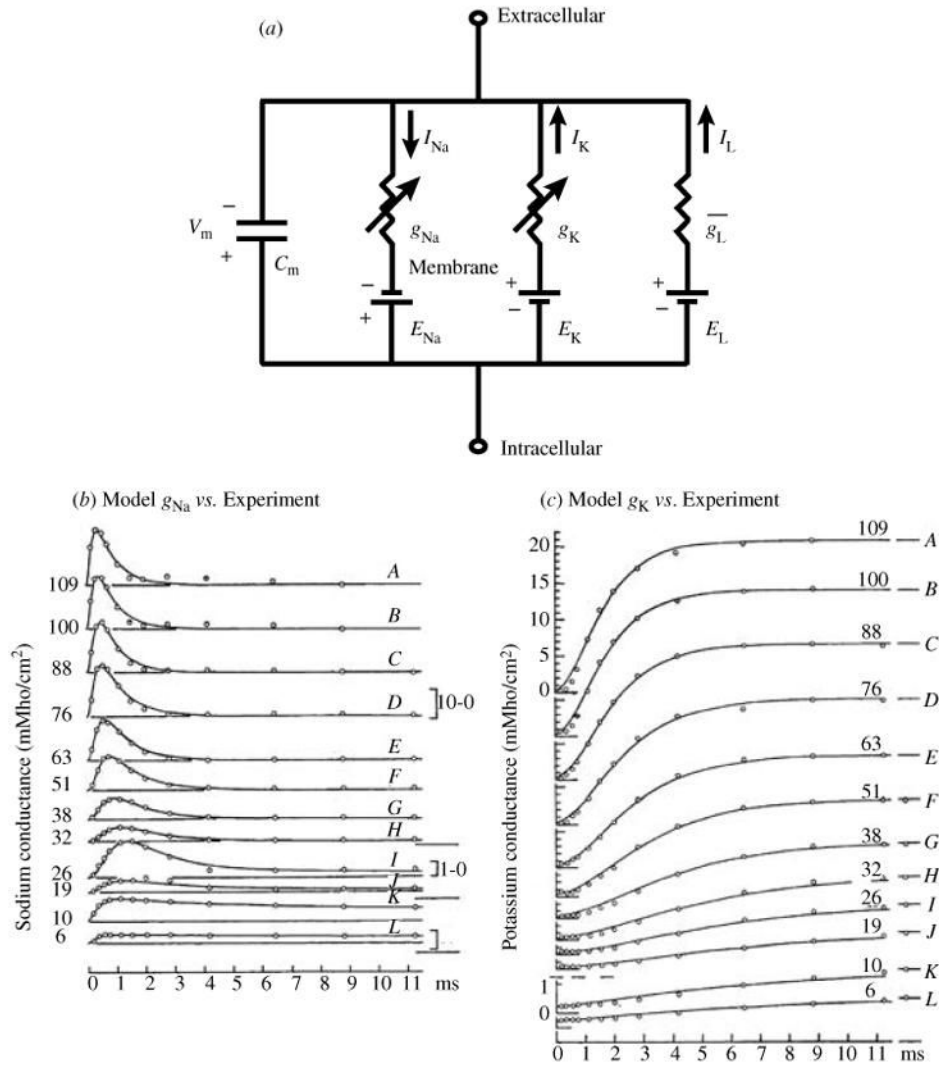 (a)
Extracellular
I_Na
I_K
I_L
−
V_m
+
C_m
g_Na
g_K
g_L
Membrane
−
+
E_Na
+
−
E_K
+
−
E_L
Intracellular
(b) Model g_Na vs. Experiment
Sodium conductance (mMho/cm²)
109 A
100 B
88 C
76 D 10-0
63 E
51 F
38 G
32 H
26 I 1-0
19 J
10 K
6 L
0 1 2 3 4 5 6 7 8 9 10 11 ms
(c) Model g_K vs. Experiment
Potassium conductance (mMho/cm²)
20
15
10
5
0
109 A
100 B
88 C
76 D
63 E
51 F
38 G
32 H
26 I
19 J
10 K
6 L
1
0
0 1 2 3 4 5 6 7 8 9 10 11 ms